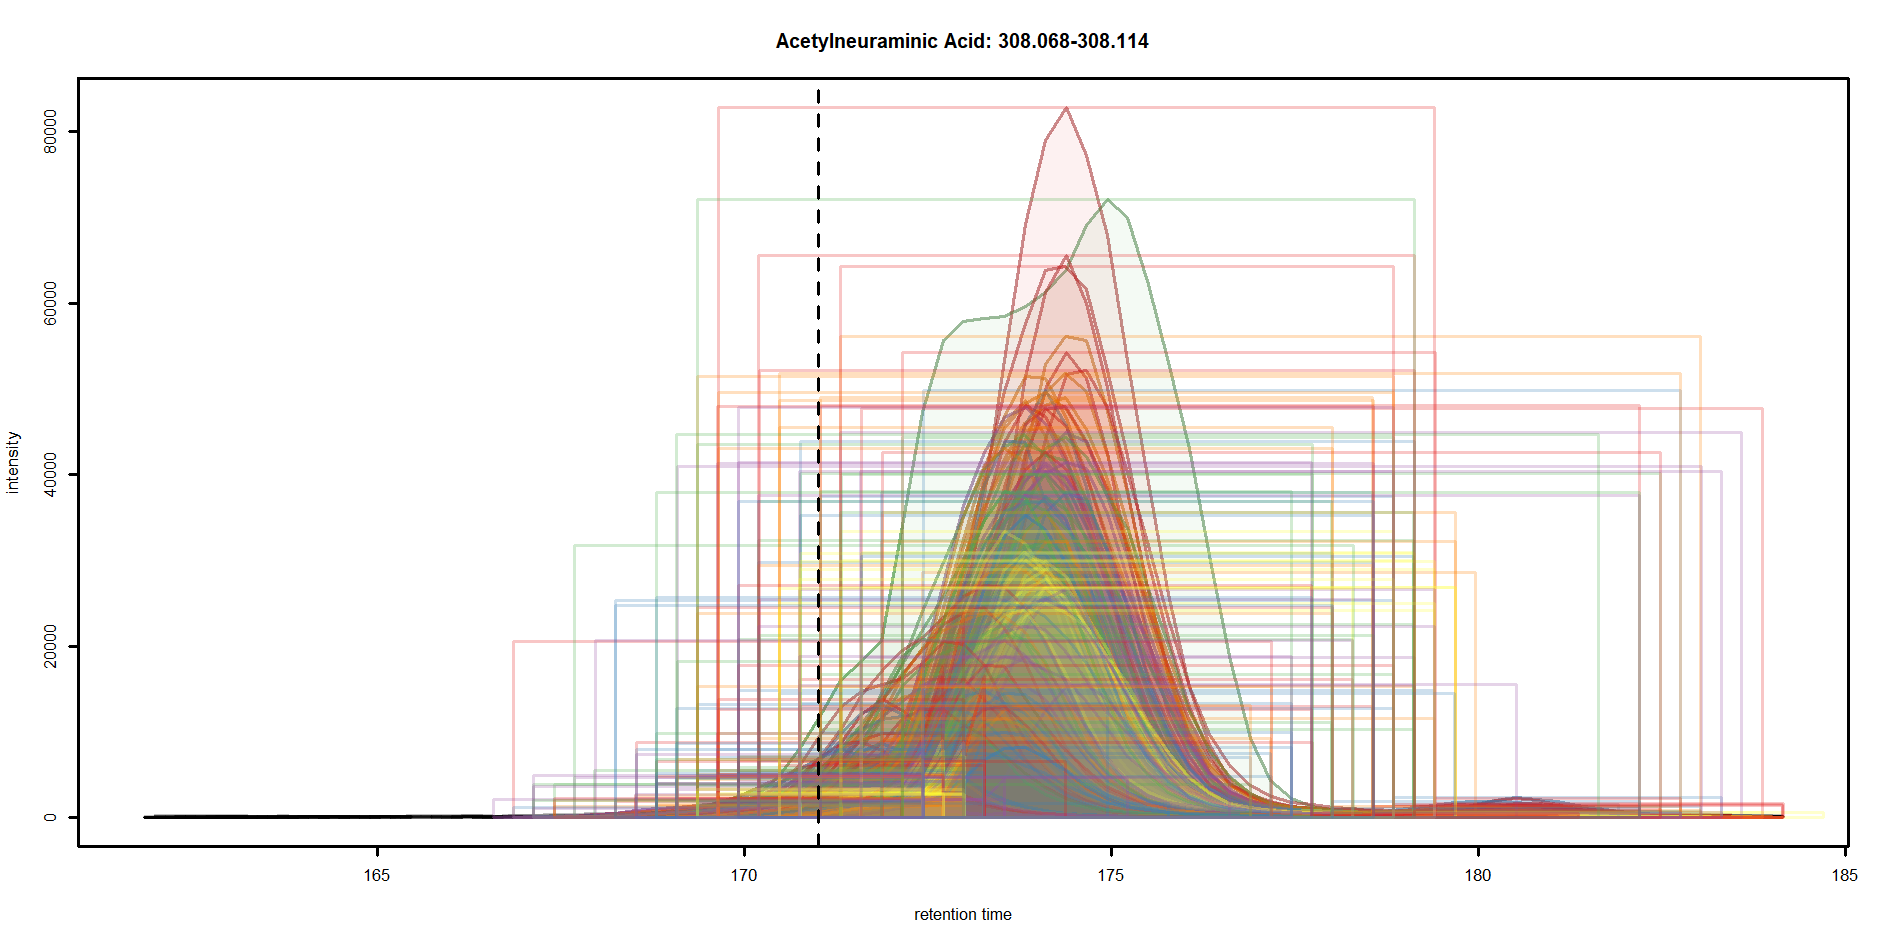 Acetylneuraminic Acid: 308.068-308.114
80000
60000
40000
20000
0
intensity
165 170 175 180 185
retention time